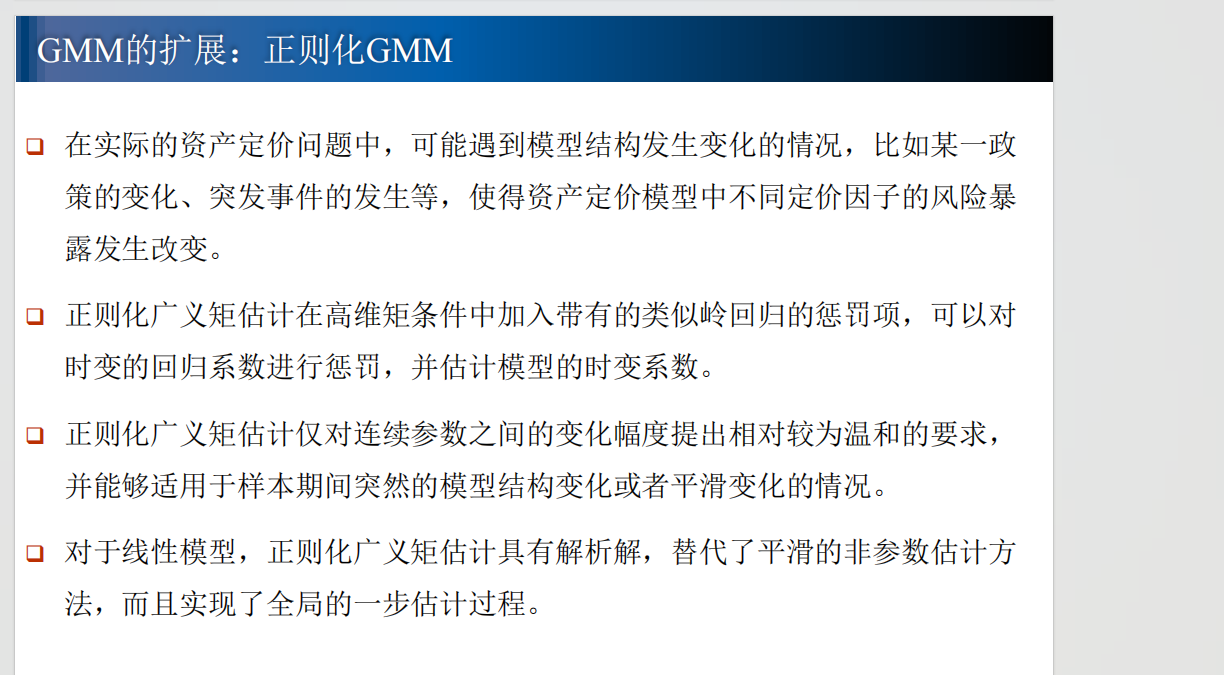 GMM的扩展：正则化GMM
在实际的资产定价问题中，可能遇到模型结构发生变化的情况，比如某一政
策的变化、突发事件的发生等，使得资产定价模型中不同定价因子的风险暴
露发生改变。
正则化广义矩估计在高维矩条件中加入带有的类似岭回归的惩罚项，可以对
时变的回归系数进行惩罚，并估计模型的时变系数。
正则化广义矩估计仅对连续参数之间的变化幅度提出相对较为温和的要求，
并能够适用于样本期间突然的模型结构变化或者平滑变化的情况。
对于线性模型，正则化广义矩估计具有解析解，替代了平滑的非参数估计方
法，而且实现了全局的一步估计过程。